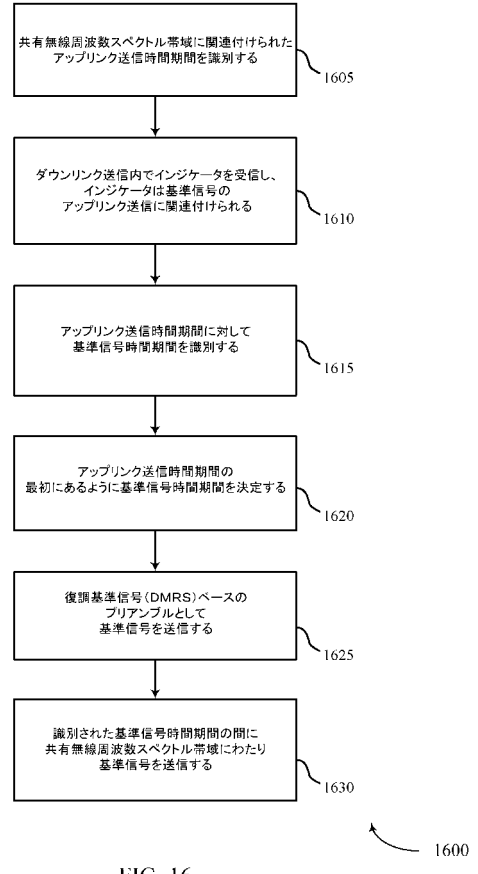 共有無線周波数スペクトル帯域に関連付けられた
アップリンク送信時間期間を識別する
1605
ダウンリンク送信内でインジケータを受信し、
インジケータは基準信号の
アップリンク送信に関連付けられる
1610
アップリンク送信時間期間に対して
基準信号時間期間を識別する
1615
アップリンク送信時間期間の
最初にあるように基準信号時間期間を決定する
1620
復調基準信号(DMRS)ベースの
プリアンブルとして
基準信号を送信する
1625
識別された基準信号時間期間の間に
共有無線周波数スペクトル帯域にわたり
基準信号を送信する
1630
1600
FIG. 16